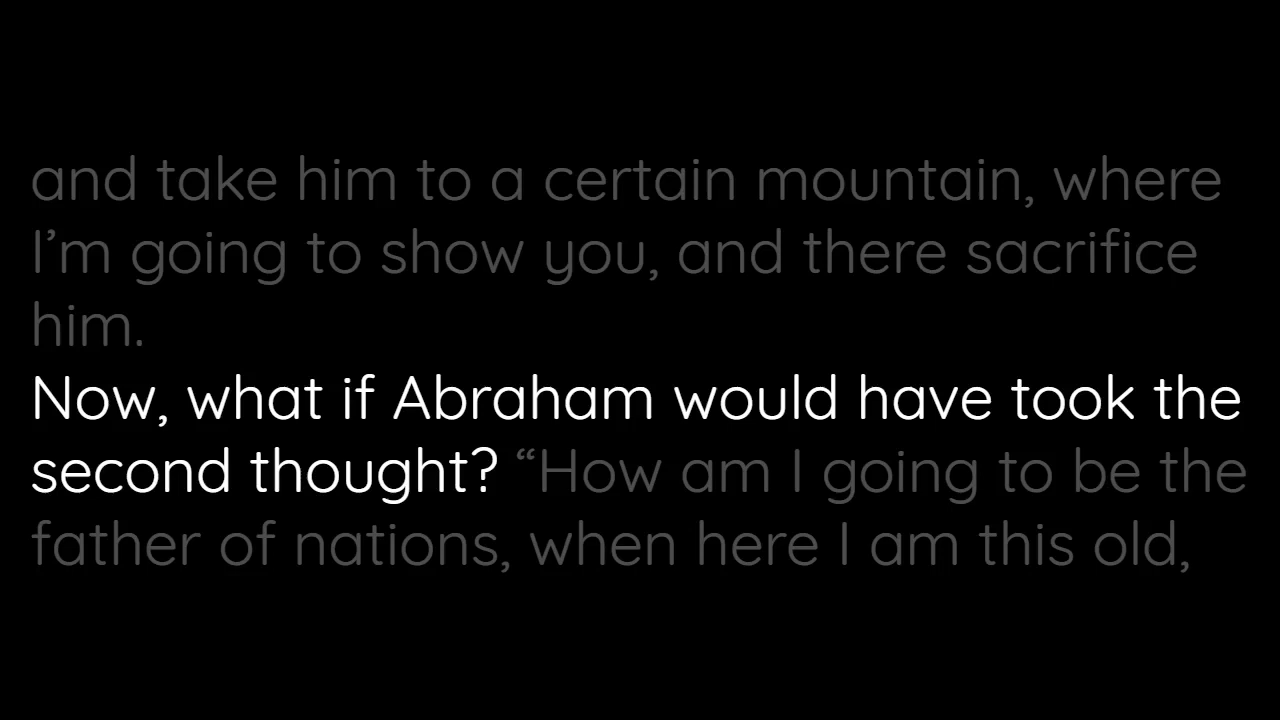 and take him to a certain mountain, where
I’m going to show you, and there sacrifice
him.
Now, what if Abraham would have took the
second thought? “How am I going to be the
father of nations, when here I am this old,